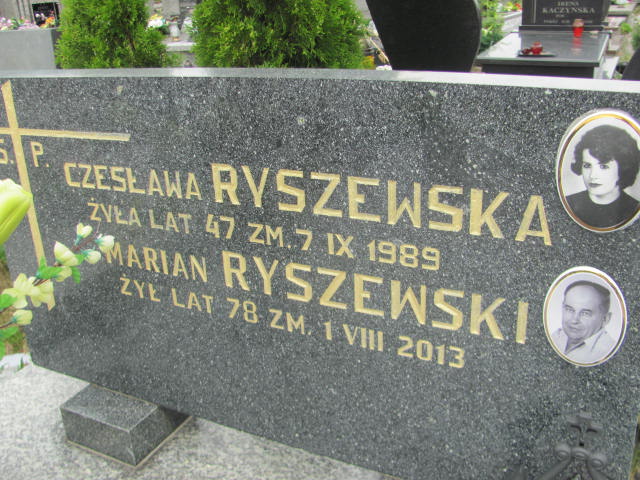 IRENA
KACZYŃSKA
Ś. P.
CZESŁAWA RYSZEWSKA
ŻYŁA LAT 47 ZM. 7 IX 1989
MARIAN RYSZEWSKI
ŻYŁ LAT 78 ZM. 1 VIII 2013